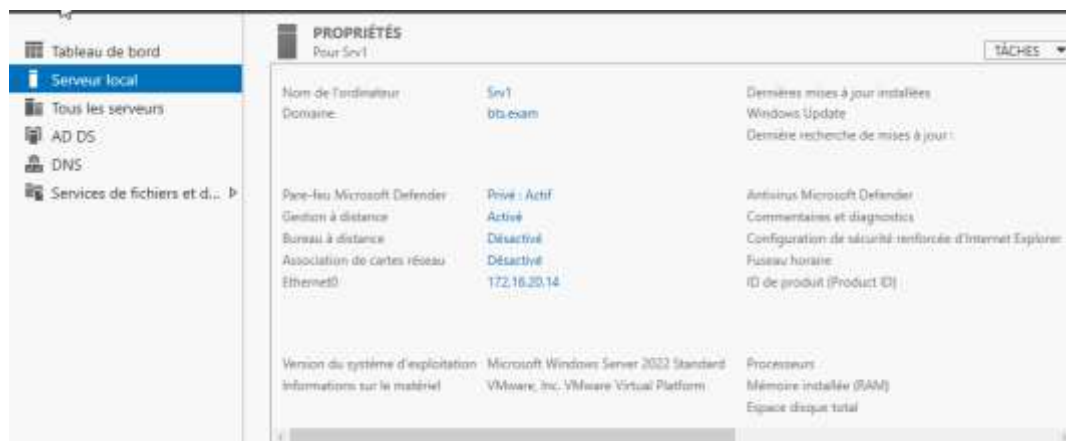 Tableau de bord
Serveur local
Tous les serveurs
AD DS
DNS
Services de fichiers et d...
PROPRIÉTÉS
Pour Srv1
TÂCHES
Nom de l'ordinateur Srv1 Dernières mises à jour installées
Domaine bts.exam Windows Update
Dernière recherche de mises à jour :
Pare-feu Microsoft Defender Privé : Actif Antivirus Microsoft Defender
Gestion à distance Activé Commentaires et diagnostics
Bureau à distance Désactivé Configuration de sécurité renforcée d'Internet Explorer
Association de cartes réseau Désactivé Fuseau horaire
Ethernet0 172.16.20.14 ID de produit (Product ID)
Version du système d'exploitation Microsoft Windows Server 2022 Standard Processeurs
Informations sur le matériel VMware, Inc. VMware Virtual Platform Mémoire installée (RAM)
Espace disque total